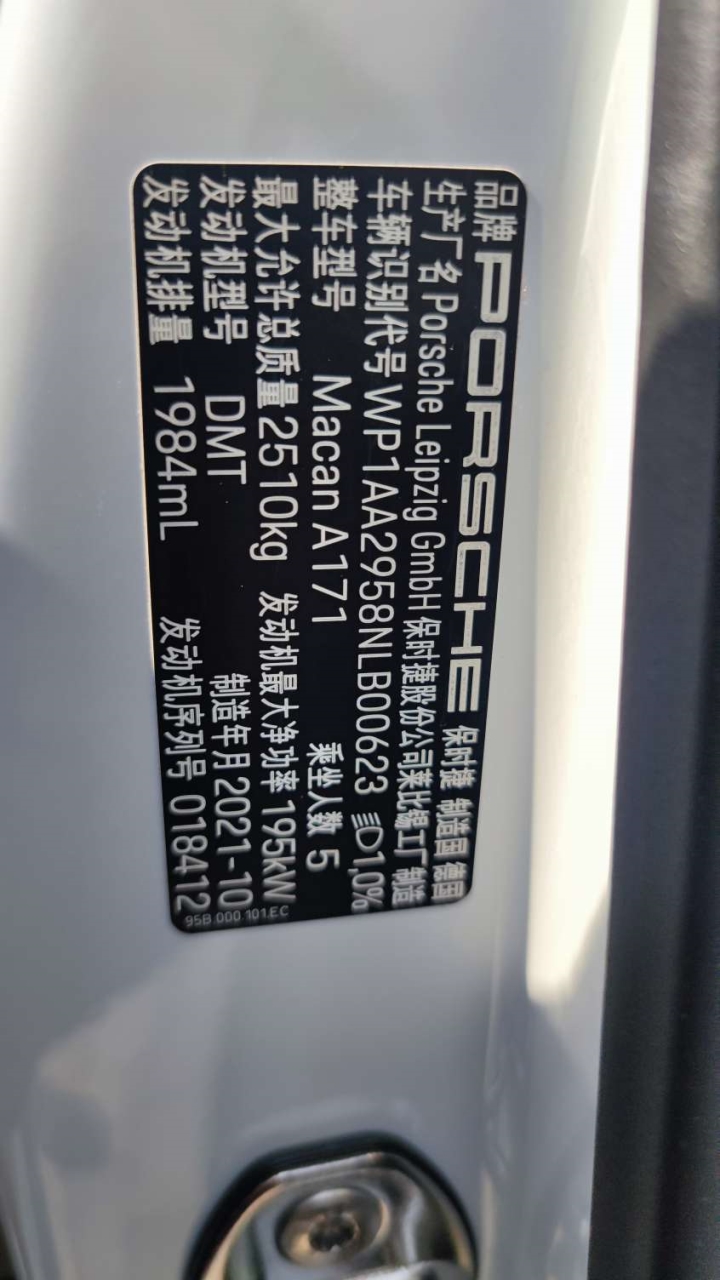 品牌 PORSCHE 保时捷 制造国 德国
生产厂名 Porsche Leipzig GmbH 保时捷股份公司莱比锡工厂 制造
车辆识别代号 WP1AA2958NLB00623 1,0%
整车型号 Macan A171 乘坐人数 5
最大允许总质量 2510kg 发动机最大净功率 195kW
发动机型号 DMT 制造年月 2021-10
发动机排量 1984mL 发动机序列号 018412
95B.000.101.EC